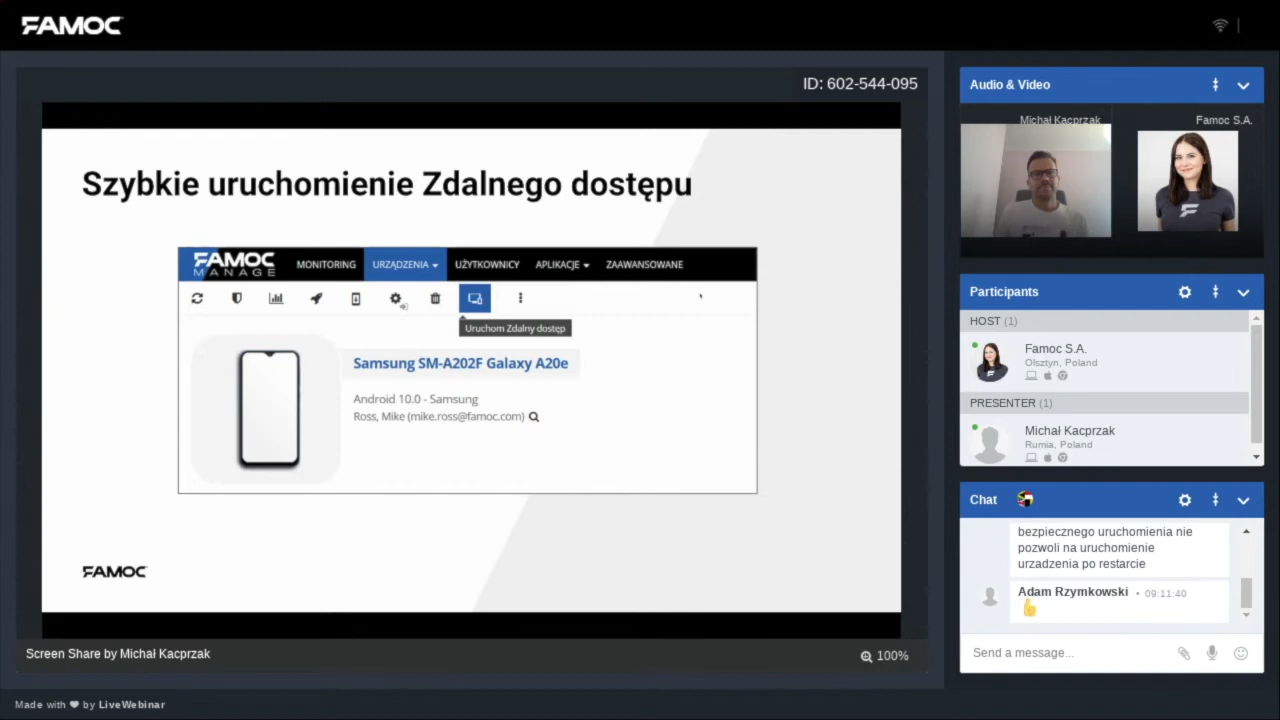 FAMOC
ID: 602-544-095
Szybkie uruchomienie Zdalnego dostępu
FAMOC
MANAGE
MONITORING
URZĄDZENIA
UŻYTKOWNICY
APLIKACJE
ZAAWANSOWANE
Uruchom Zdalny dostęp
Samsung SM-A202F Galaxy A20e
Android 10.0 - Samsung
Ross, Mike (mike.ross@famoc.com)
FAMOC
Screen Share by Michał Kacprzak
100%
Audio & Video
Michał Kacprzak
Famoc S.A.
Participants
HOST (1)
Famoc S.A.
Olsztyn, Poland
PRESENTER (1)
Michał Kacprzak
Rumia, Poland
Chat
bezpiecznego uruchomienia nie
pozwoli na uruchomienie
urzadzenia po restarcie
Adam Rzymkowski • 09:11:40
Send a message...
Made with ❤ by LiveWebinar